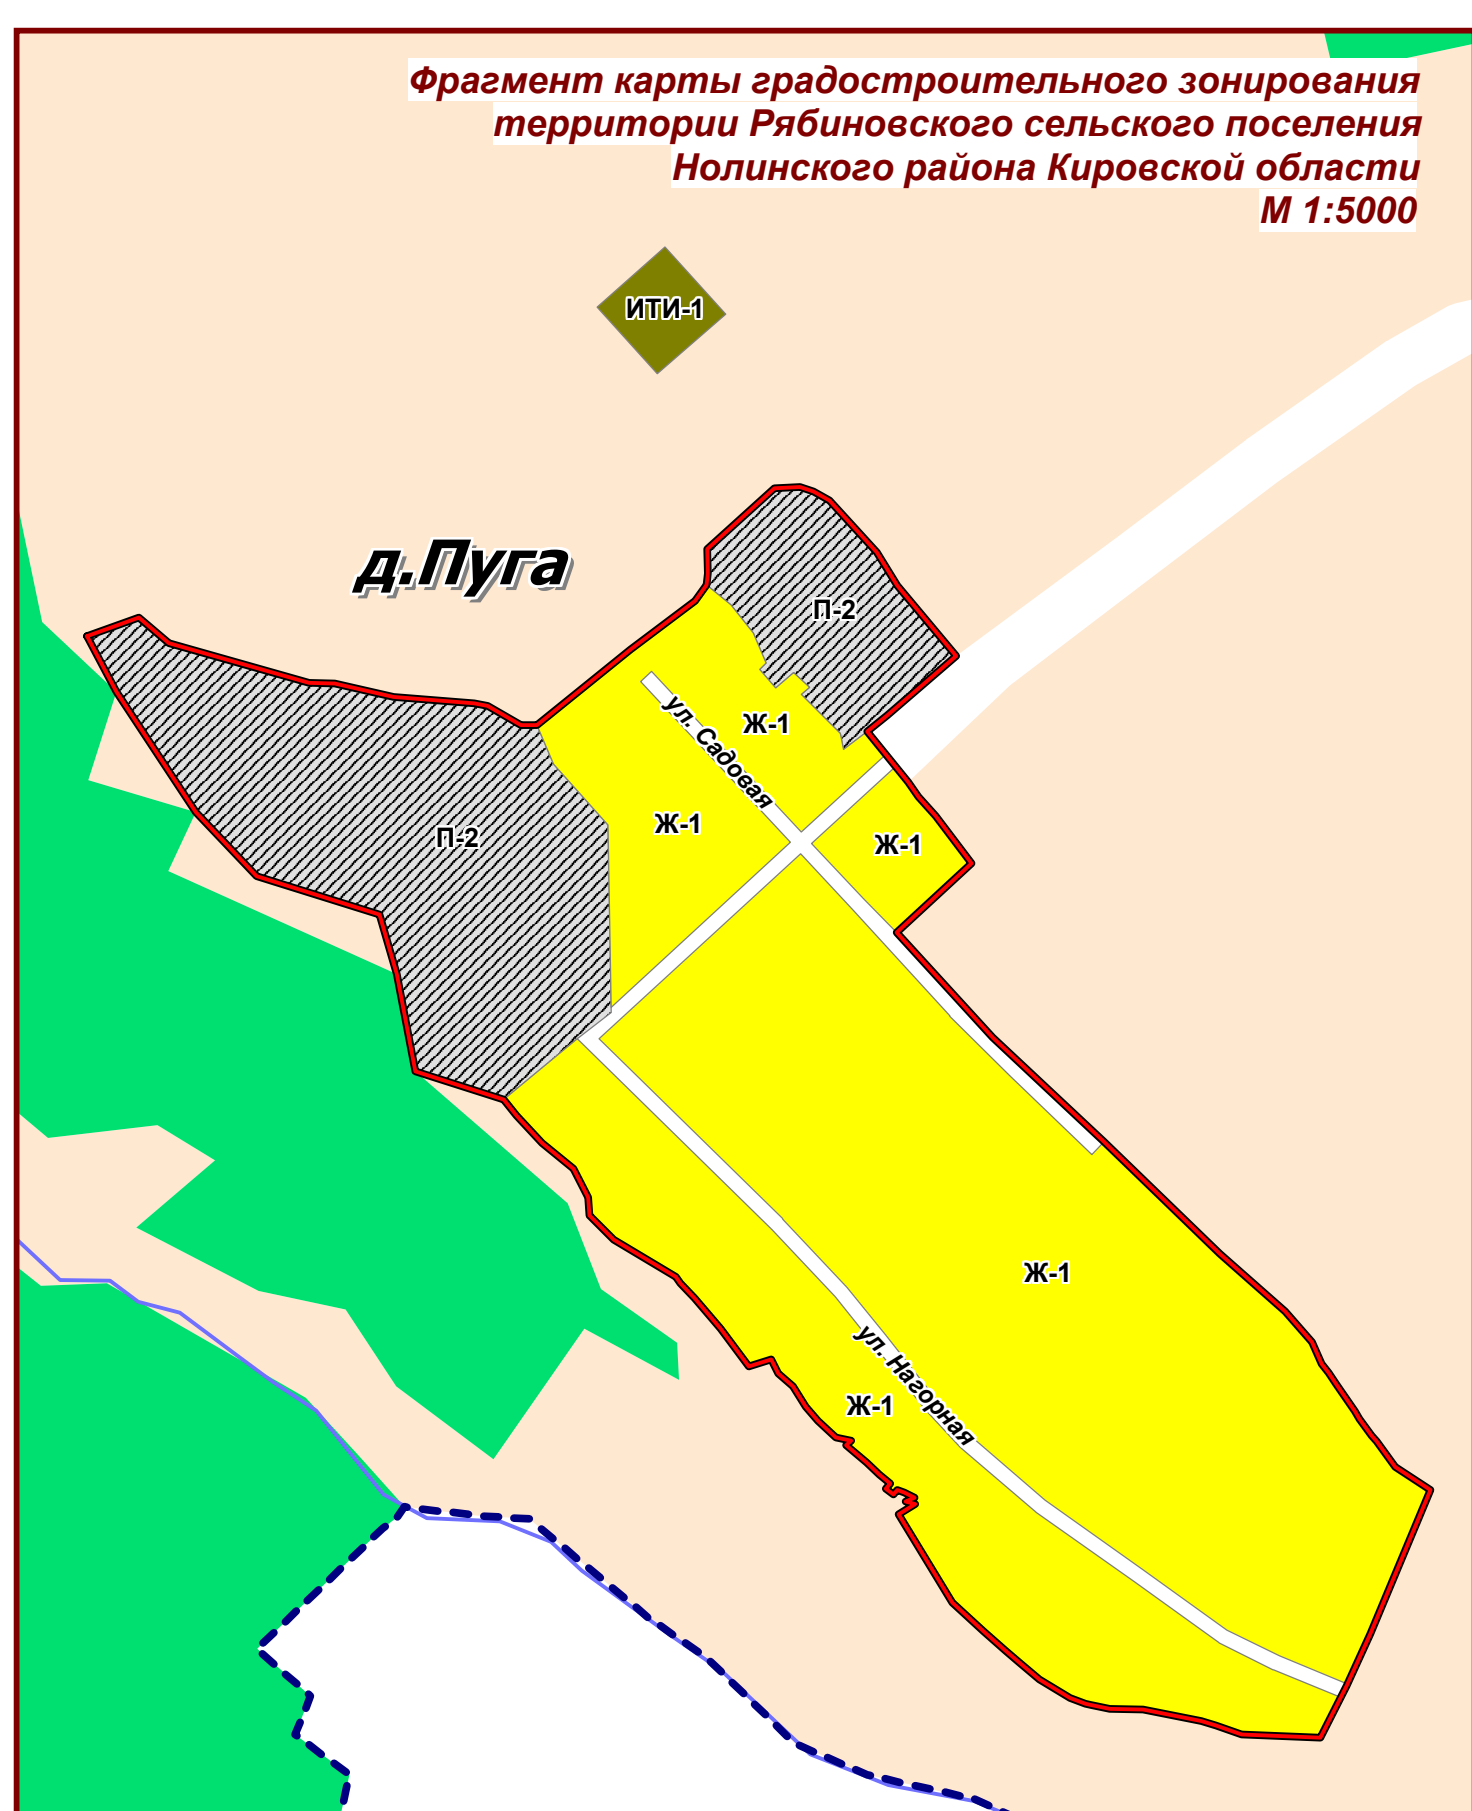 Фрагмент карты градостроительного зонирования
территории Рябиновского сельского поселения
Нолинского района Кировской области
М 1:5000
ИТИ-1
д.Пуга
П-2
ул. Садовая
Ж-1
Ж-1
П-2
Ж-1
Ж-1
ул. Нагорная
Ж-1